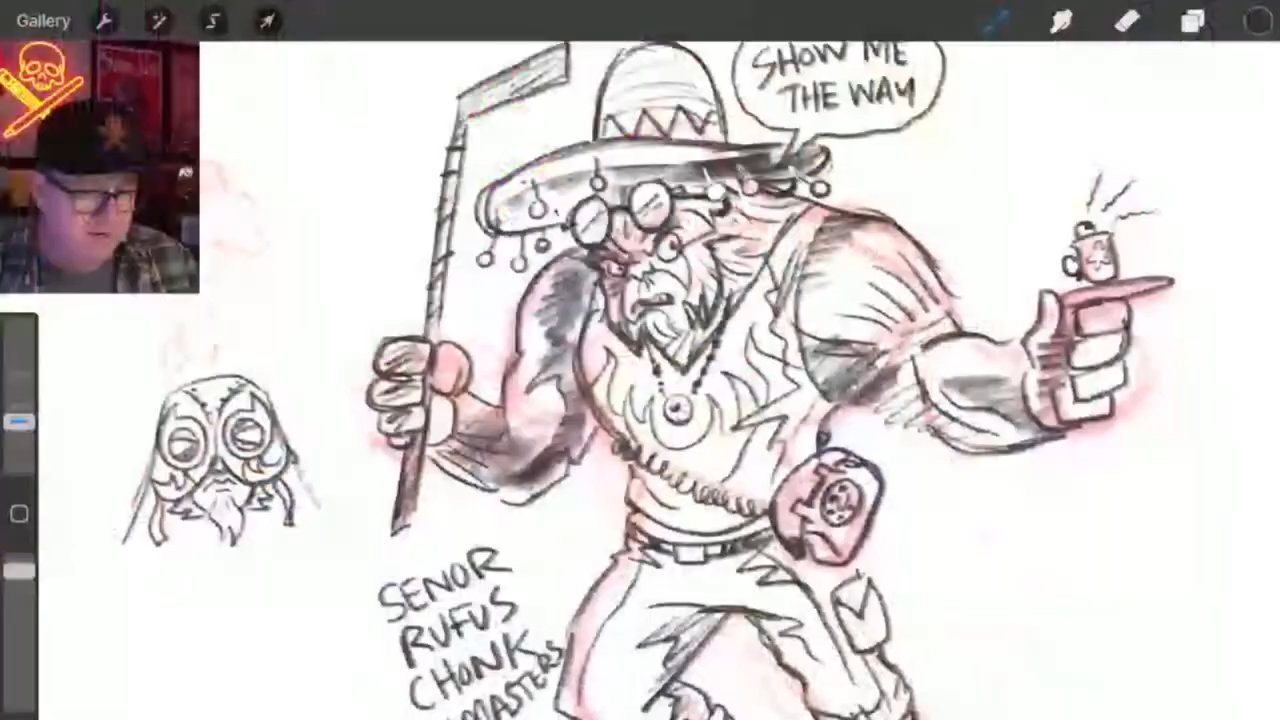 Gallery
SHOW ME
THE WAY
SENOR
RUFUS
CHONK
MASTERS